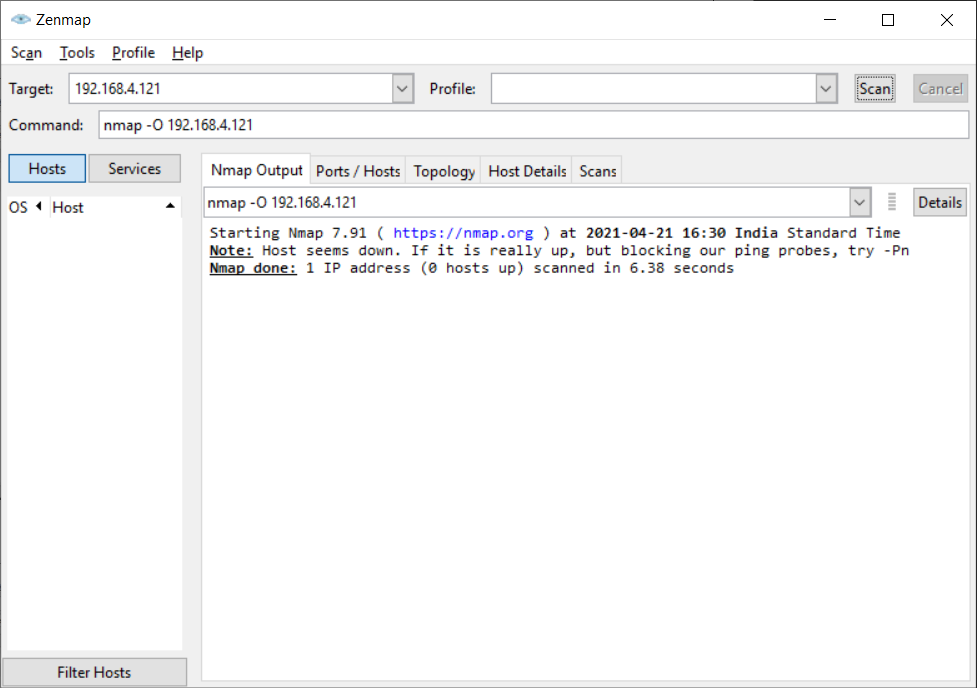 Zenmap
Scan Tools Profile Help
Target: 192.168.4.121 Profile: Scan Cancel
Command: nmap -O 192.168.4.121
Hosts Services
OS Host
Filter Hosts
Nmap Output Ports / Hosts Topology Host Details Scans
nmap -O 192.168.4.121 Details
Starting Nmap 7.91 ( https://nmap.org ) at 2021-04-21 16:30 India Standard Time
Note: Host seems down. If it is really up, but blocking our ping probes, try -Pn
Nmap done: 1 IP address (0 hosts up) scanned in 6.38 seconds